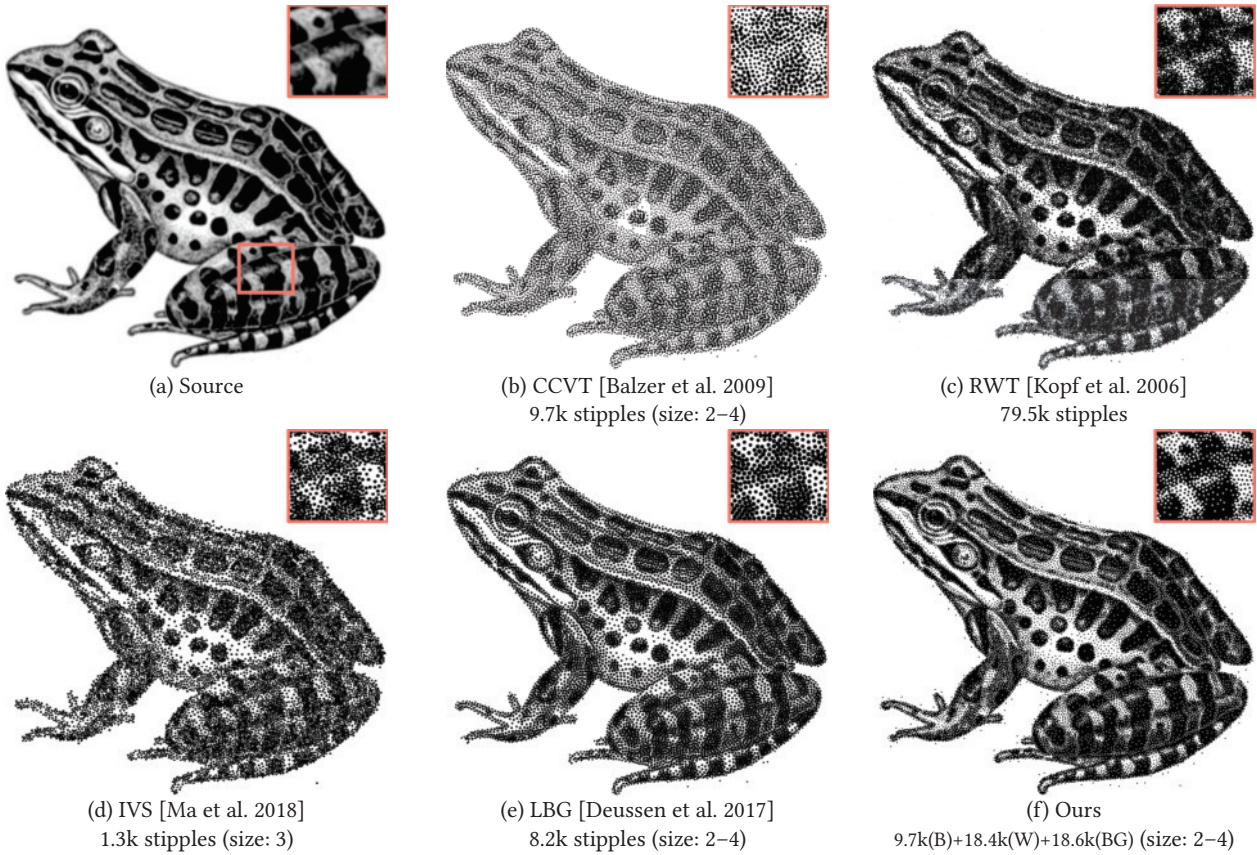 (a) Source
(b) CCVT [Balzer et al. 2009]
9.7k stipples (size: 2–4)
(c) RWT [Kopf et al. 2006]
79.5k stipples
(d) IVS [Ma et al. 2018]
1.3k stipples (size: 3)
(e) LBG [Deussen et al. 2017]
8.2k stipples (size: 2–4)
(f) Ours
9.7k(B)+18.4k(W)+18.6k(BG) (size: 2–4)